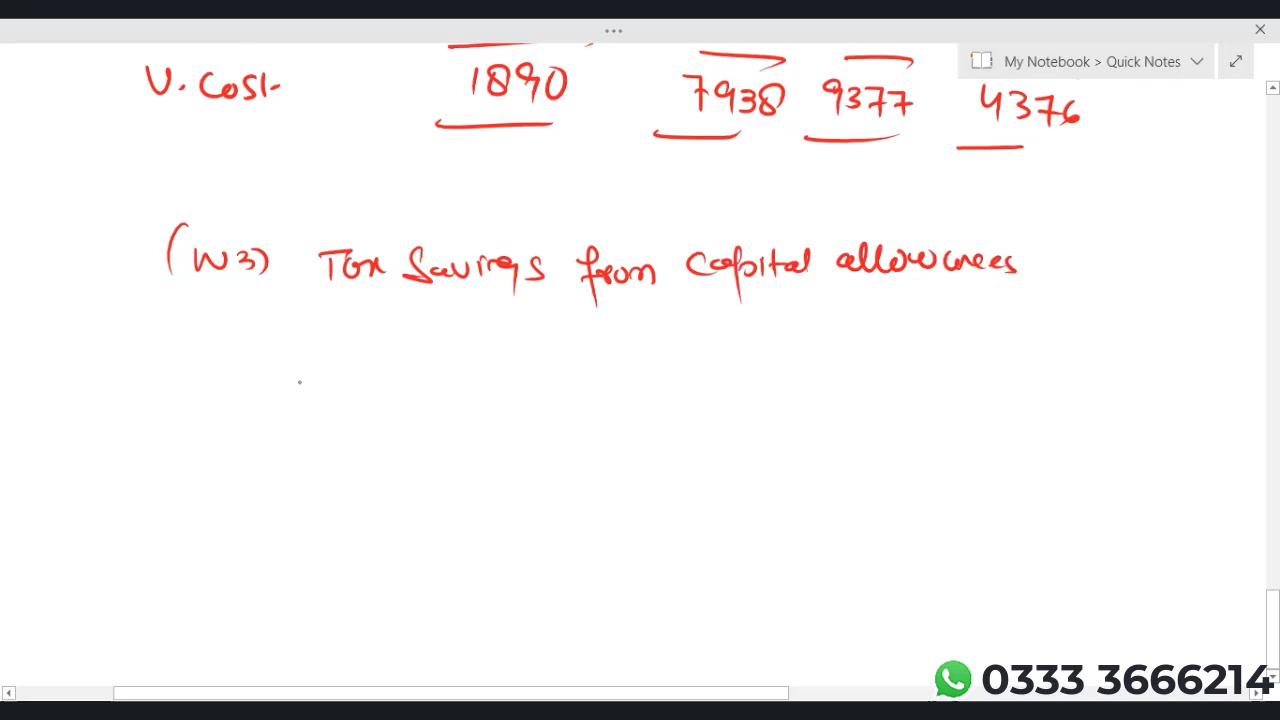 My Notebook > Quick Notes
V. Cost 1890 7938 9377 4376
(W3) Tax Savings from Capital allowances
0333 3666214